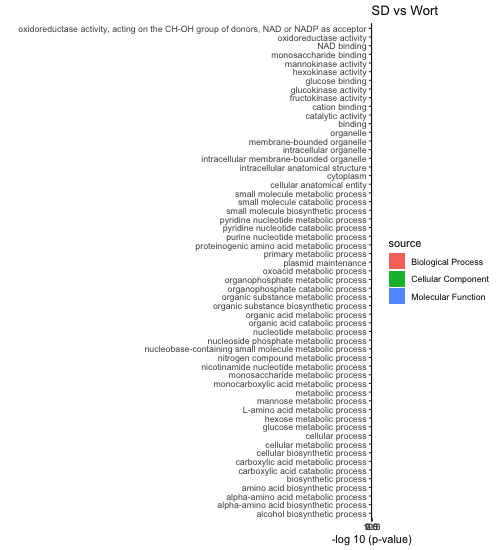 SD vs Wort
oxidoreductase activity, acting on the CH-OH group of donors, NAD or NADP as acceptor
oxidoreductase activity
NAD binding
monosaccharide binding
mannokinase activity
hexokinase activity
glucose binding
glucokinase activity
fructokinase activity
cation binding
catalytic activity
binding
organelle
membrane-bounded organelle
intracellular organelle
intracellular membrane-bounded organelle
intracellular anatomical structure
cytoplasm
cellular anatomical entity
small molecule metabolic process
small molecule catabolic process
small molecule biosynthetic process
pyridine nucleotide metabolic process
pyridine nucleotide catabolic process
purine nucleotide metabolic process
proteinogenic amino acid metabolic process
primary metabolic process
plasmid maintenance
oxoacid metabolic process
organophosphate metabolic process
organophosphate catabolic process
organic substance metabolic process
organic substance biosynthetic process
organic acid metabolic process
organic acid catabolic process
nucleotide metabolic process
nucleoside phosphate metabolic process
nucleobase-containing small molecule metabolic process
nitrogen compound metabolic process
nicotinamide nucleotide metabolic process
monosaccharide metabolic process
monocarboxylic acid metabolic process
metabolic process
mannose metabolic process
L-amino acid metabolic process
hexose metabolic process
glucose metabolic process
cellular process
cellular metabolic process
cellular biosynthetic process
carboxylic acid metabolic process
carboxylic acid catabolic process
biosynthetic process
amino acid biosynthetic process
alpha-amino acid metabolic process
alpha-amino acid biosynthetic process
alcohol biosynthetic process
-log 10 (p-value)
source
Biological Process
Cellular Component
Molecular Function